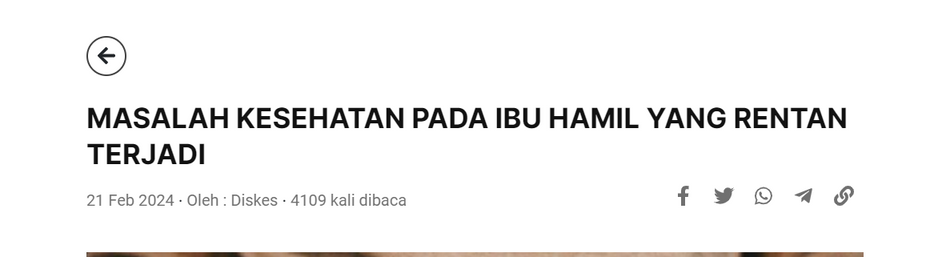 MASALAH KESEHATAN PADA IBU HAMIL YANG RENTAN
TERJADI
21 Feb 2024 · Oleh : Diskes · 4109 kali dibaca